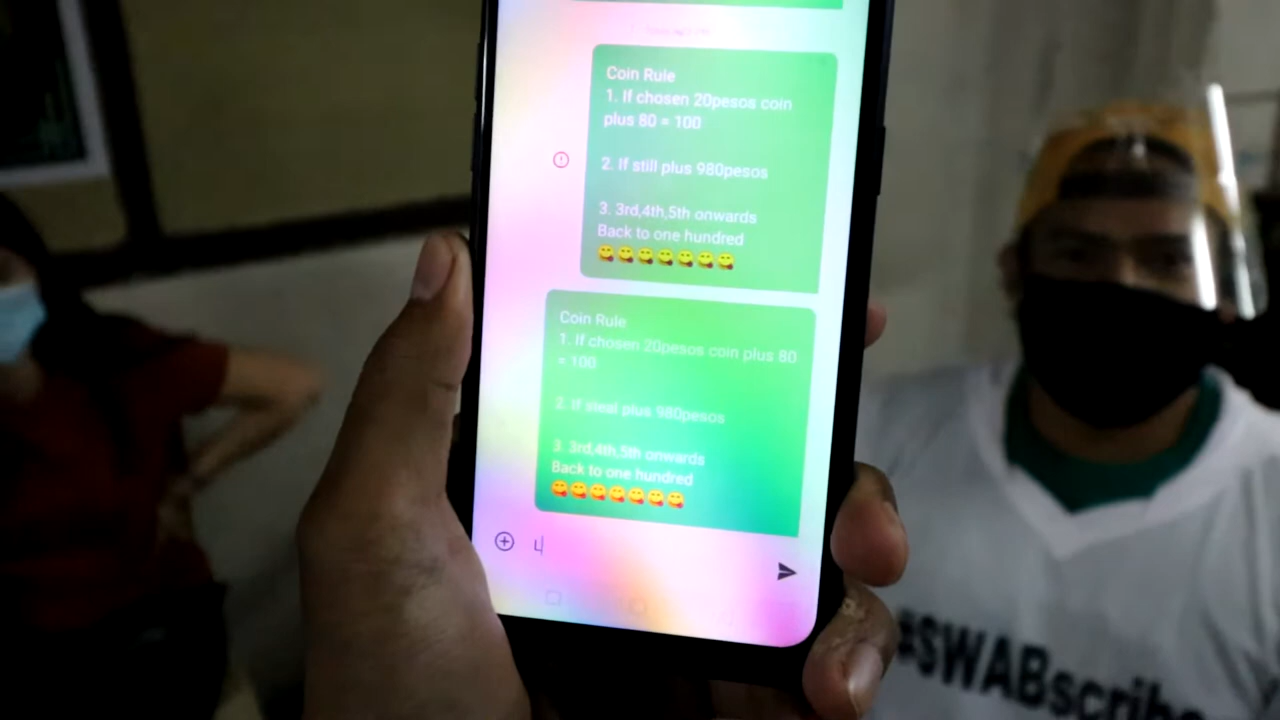 Coin Rule
1. If chosen 20pesos coin
plus 80 = 100
2. If still plus 980pesos
3. 3rd,4th,5th onwards
Back to one hundred
😋😋😋😋😋😋😋
Coin Rule
1. If chosen 20pesos coin plus 80
= 100
2. If steal plus 980pesos
3. 3rd,4th,5th onwards
Back to one hundred
😋😋😋😋😋😋😋
#SWABscribe